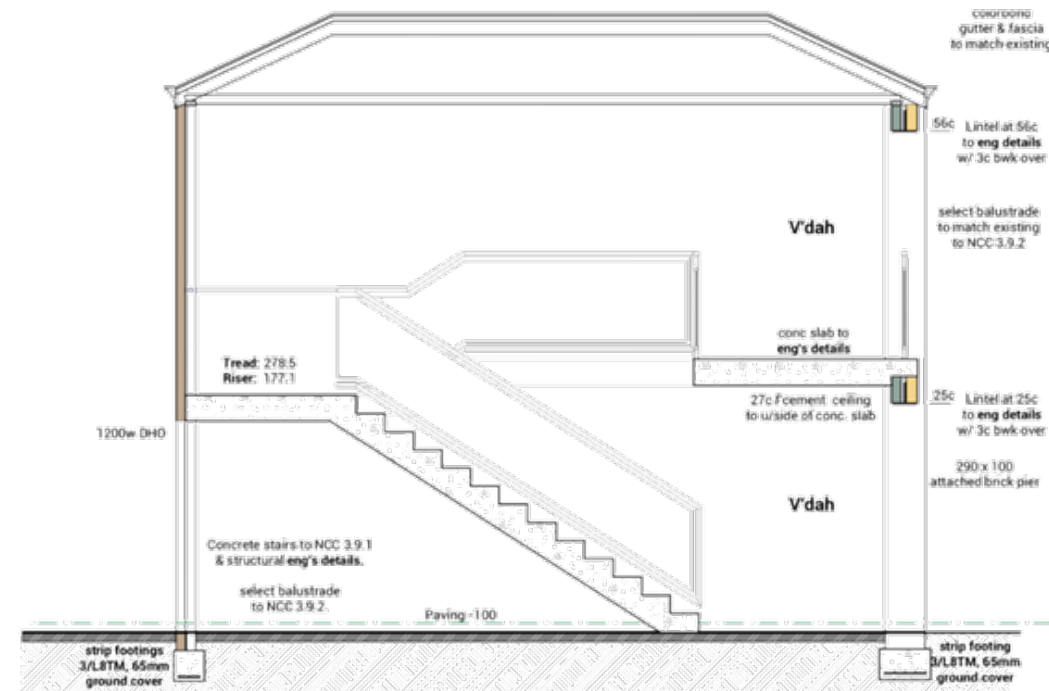 colorbond
gutter & fascia
to match existing
56c
Lintel at 56c
to eng details
w/ 3c bwk over
select balustrade
to match existing
to NCC 3.9.2
V'dah
conc slab to
eng's details
Tread: 278.5
Riser: 177.1
27c f'cement ceiling
to u/side of conc. slab
25c
Lintel at 25c
to eng details
w/ 3c bwk over
1200w DHO
290 x 100
attached brick pier
V'dah
Concrete stairs to NCC 3.9.1
& structural eng's details.
select balustrade
to NCC 3.9.2.
Paving -100
strip footings
3/L8TM, 65mm
ground cover
strip footing
3/L8TM, 65mm
ground cover